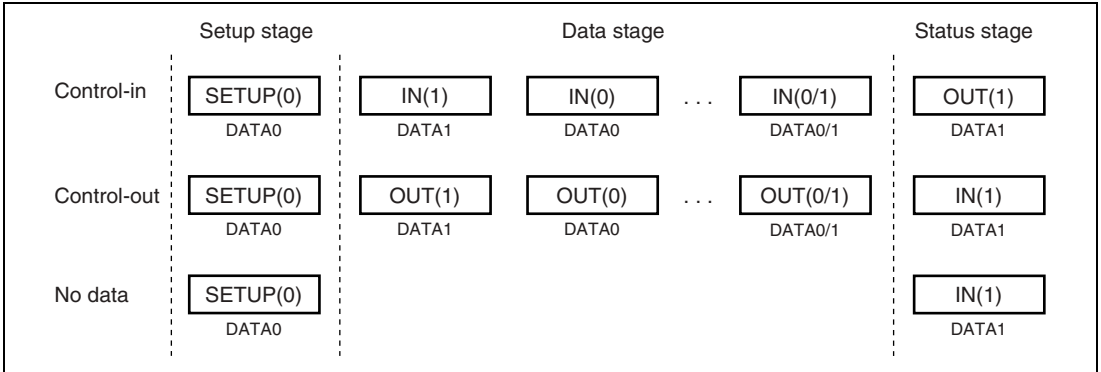 Setup stage Data stage Status stage
Control-in SETUP(0) IN(1) IN(0) . . . IN(0/1) OUT(1)
DATA0 DATA1 DATA0 DATA0/1 DATA1
Control-out SETUP(0) OUT(1) OUT(0) . . . OUT(0/1) IN(1)
DATA0 DATA1 DATA0 DATA0/1 DATA1
No data SETUP(0) IN(1)
DATA0 DATA1